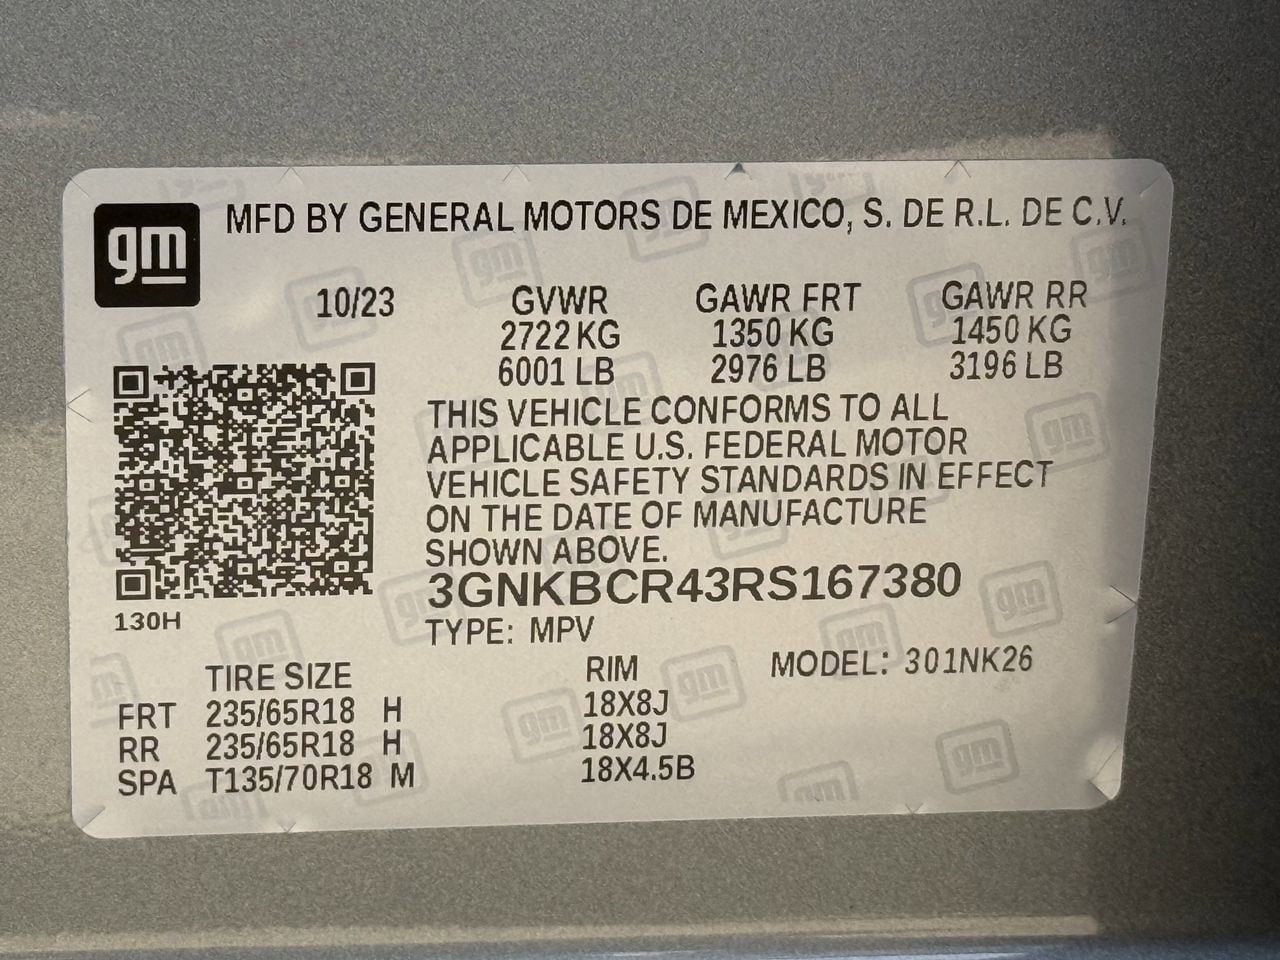 gm MFD BY GENERAL MOTORS DE MEXICO, S. DE R.L. DE C.V.
10/23 GVWR GAWR FRT GAWR RR
2722 KG 1350 KG 1450 KG
6001 LB 2976 LB 3196 LB
THIS VEHICLE CONFORMS TO ALL
APPLICABLE U.S. FEDERAL MOTOR
VEHICLE SAFETY STANDARDS IN EFFECT
ON THE DATE OF MANUFACTURE
SHOWN ABOVE.
3GNKBCR43RS167380
130H
TYPE: MPV MODEL: 301NK26
TIRE SIZE RIM
FRT 235/65R18 H 18X8J
RR 235/65R18 H 18X8J
SPA T135/70R18 M 18X4.5B